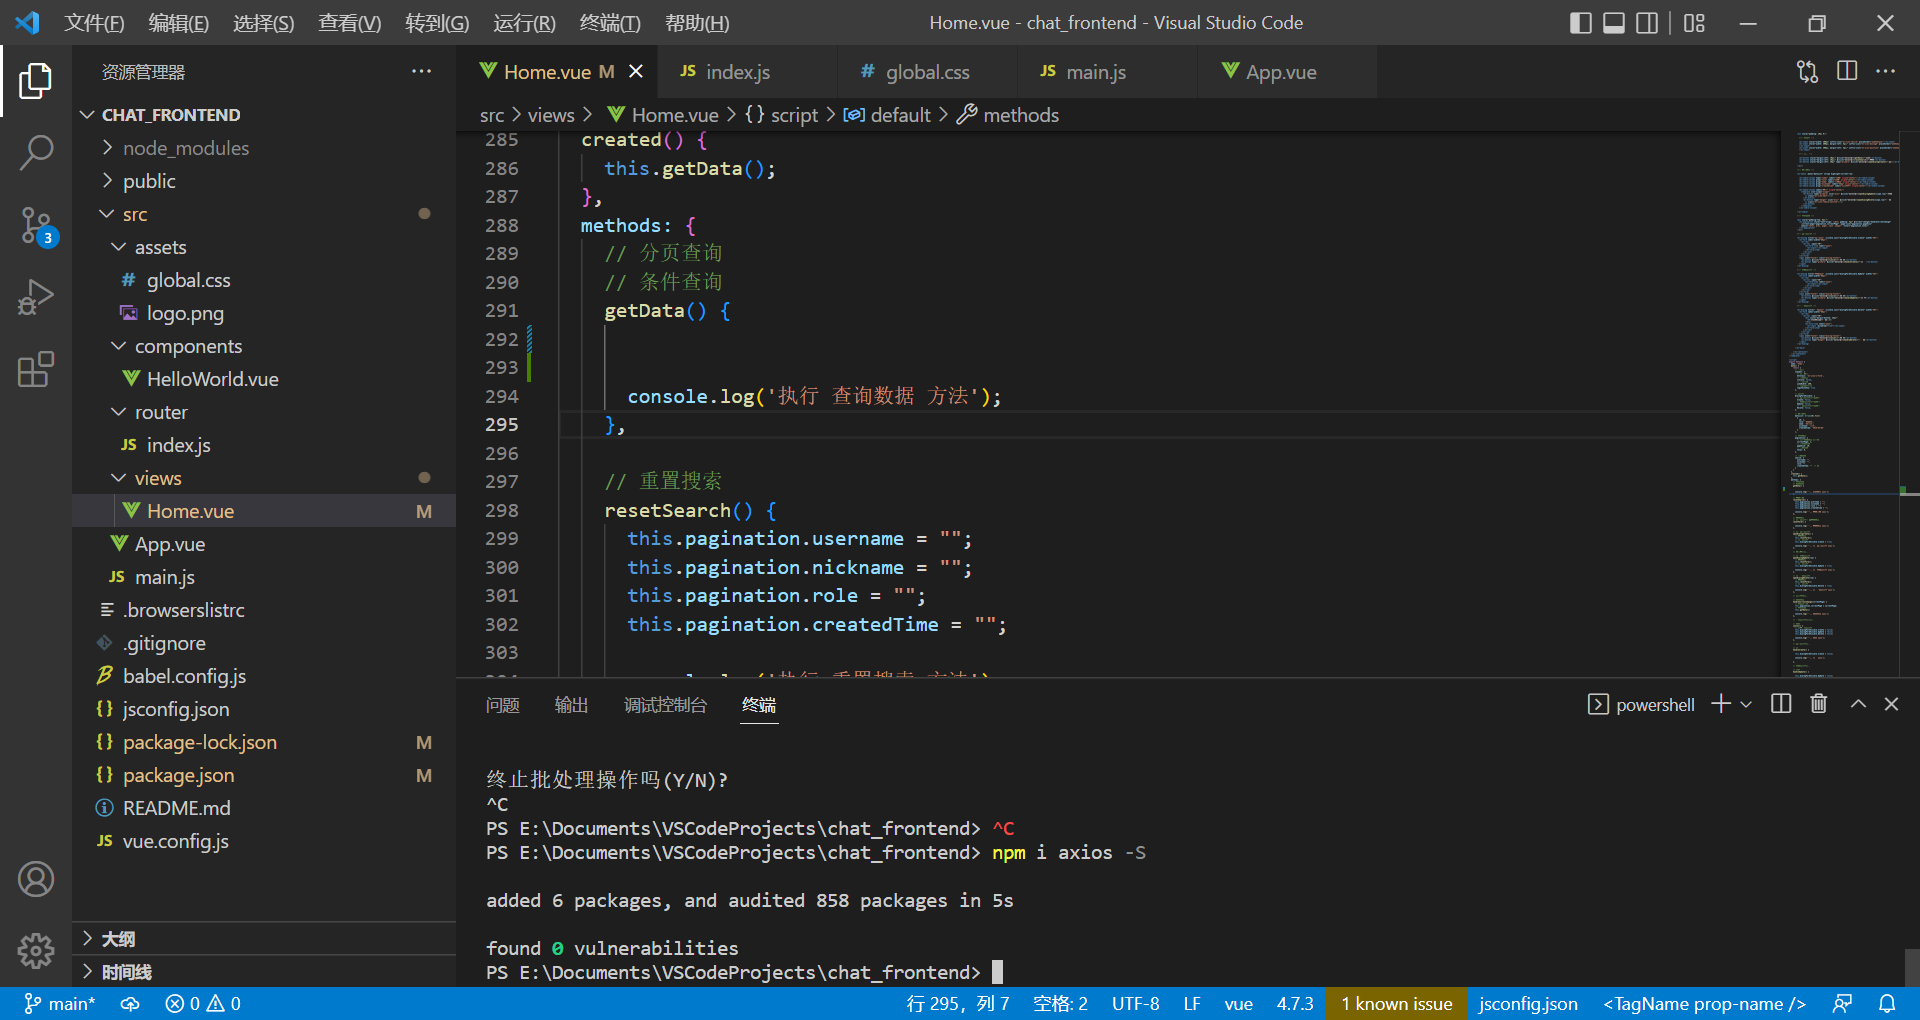 文件(F) 编辑(E) 选择(S) 查看(V) 转到(G) 运行(R) 终端(T) 帮助(H) Home.vue - chat_frontend - Visual Studio Code
资源管理器
Home.vue M JS index.js # global.css JS main.js App.vue
src > views > Home.vue > {} script > default > methods
CHAT_FRONTEND
node_modules
public
src
assets
# global.css
logo.png
components
HelloWorld.vue
router
JS index.js
views
Home.vue M
App.vue
JS main.js
.browserslistrc
.gitignore
babel.config.js
{} jsconfig.json
{} package-lock.json M
{} package.json M
README.md
JS vue.config.js
大纲
时间线
3
285 created() {
286 this.getData();
287 },
288 methods: {
289 // 分页查询
290 // 条件查询
291 getData() {
292
293
294 console.log('执行 查询数据 方法');
295 },
296
297 // 重置搜索
298 resetSearch() {
299 this.pagination.username = "";
300 this.pagination.nickname = "";
301 this.pagination.role = "";
302 this.pagination.createdTime = "";
303
问题 输出 调试控制台 终端 powershell
终止批处理操作吗(Y/N)?
^C
PS E:\Documents\VSCodeProjects\chat_frontend> ^C
PS E:\Documents\VSCodeProjects\chat_frontend> npm i axios -S
added 6 packages, and audited 858 packages in 5s
found 0 vulnerabilities
PS E:\Documents\VSCodeProjects\chat_frontend>
main* 0 0 行 295，列 7 空格: 2 UTF-8 LF vue 4.7.3 1 known issue jsconfig.json <TagName prop-name />